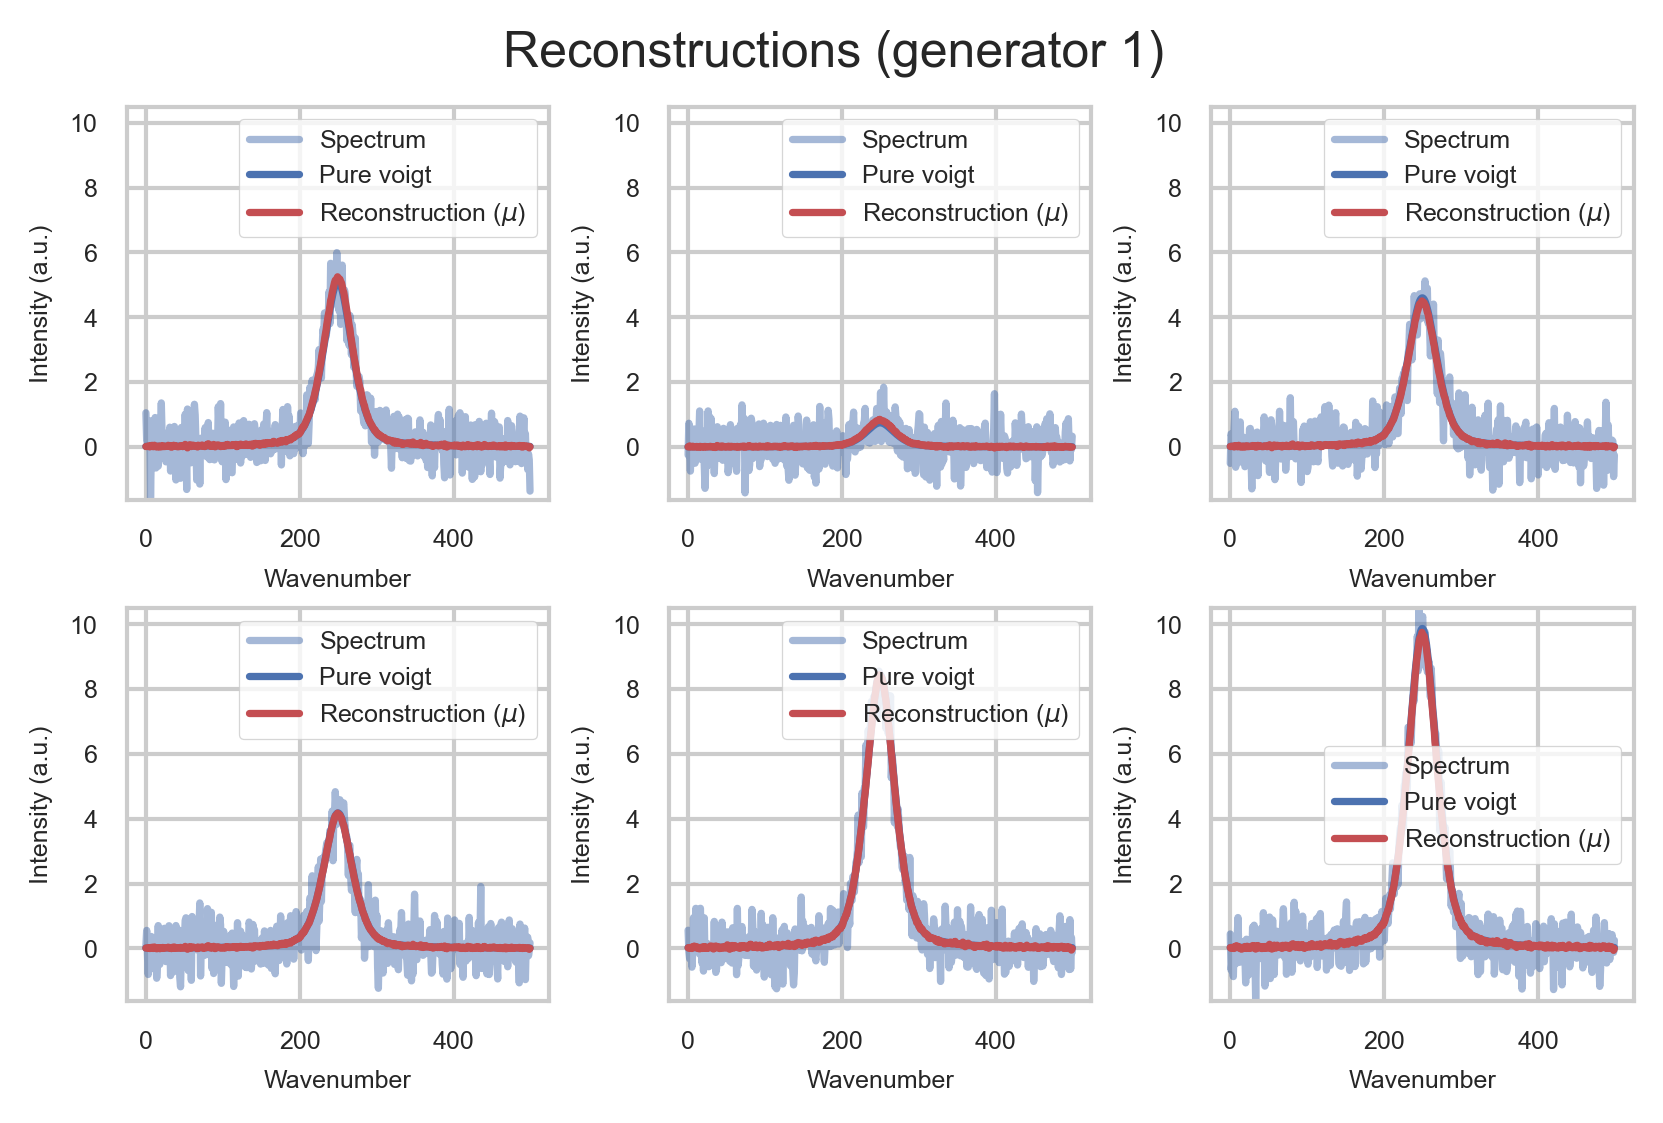 Reconstructions (generator 1)
10
8
6
4
2
0
Intensity (a.u.)
Spectrum
Pure voigt
Reconstruction (μ)
0
200
400
Wavenumber
10
8
6
4
2
0
Intensity (a.u.)
Spectrum
Pure voigt
Reconstruction (μ)
0
200
400
Wavenumber
10
8
6
4
2
0
Intensity (a.u.)
Spectrum
Pure voigt
Reconstruction (μ)
0
200
400
Wavenumber
10
8
6
4
2
0
Intensity (a.u.)
Spectrum
Pure voigt
Reconstruction (μ)
0
200
400
Wavenumber
10
8
6
4
2
0
Intensity (a.u.)
Spectrum
Pure voigt
Reconstruction (μ)
0
200
400
Wavenumber
10
8
6
4
2
0
Intensity (a.u.)
Spectrum
Pure voigt
Reconstruction (μ)
0
200
400
Wavenumber